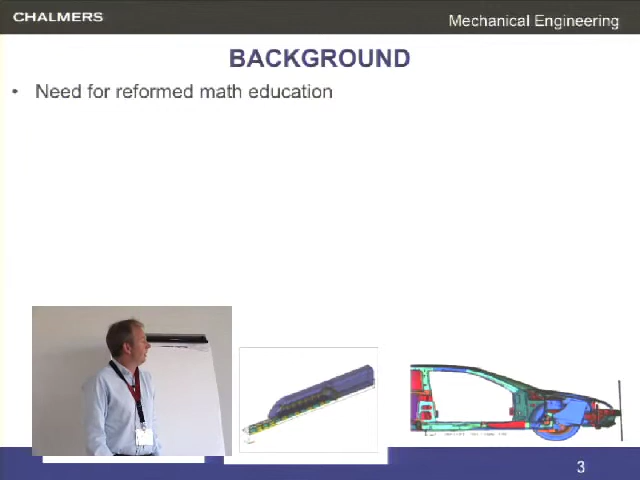 CHALMERS
Mechanical Engineering
BACKGROUND
• Need for reformed math education
3